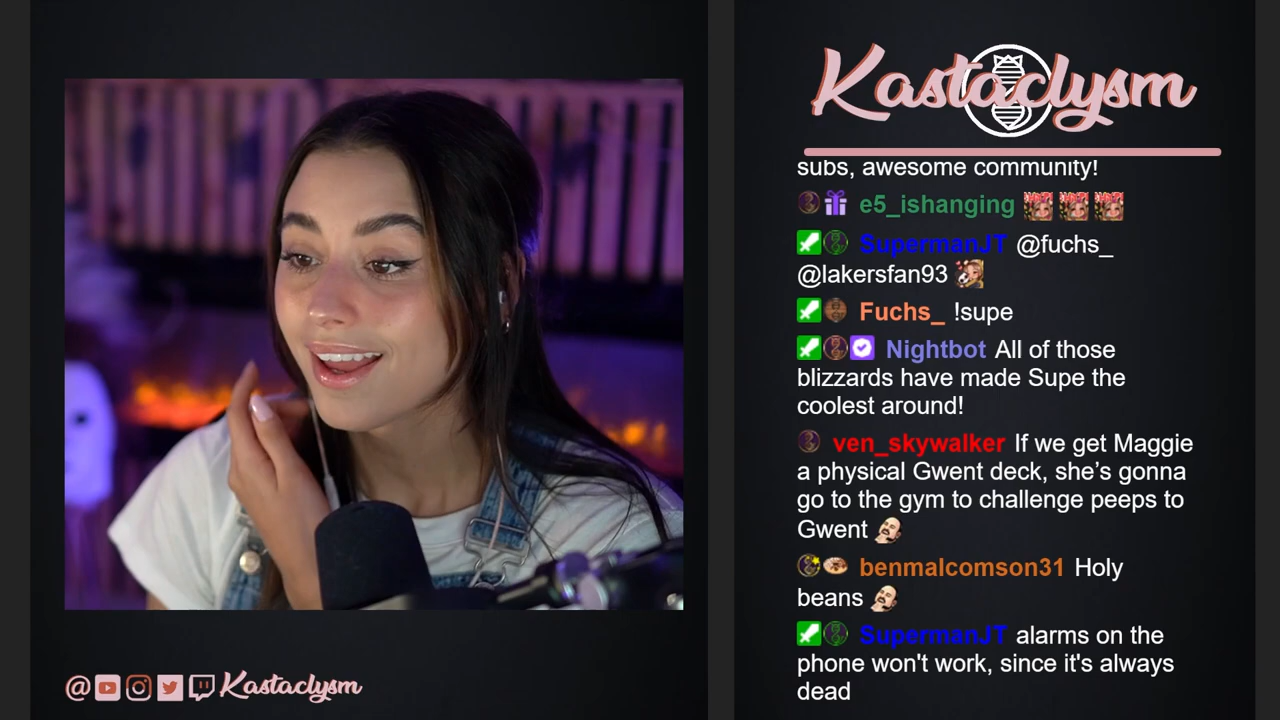 Kastaclysm
subs, awesome community!
e5_ishanging
SupermanJT @fuchs_
@lakersfan93
Fuchs_ !supe
Nightbot All of those
blizzards have made Supe the
coolest around!
ven_skywalker If we get Maggie
a physical Gwent deck, she’s gonna
go to the gym to challenge peeps to
Gwent
benmalcomson31 Holy
beans
SupermanJT alarms on the
phone won't work, since it's always
dead
@ Kastaclysm